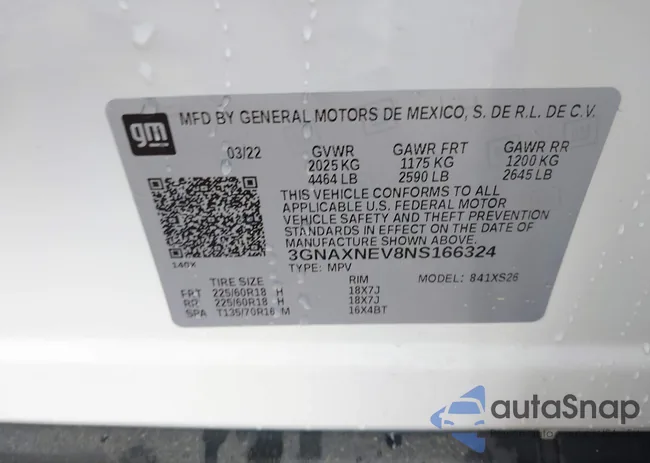 gm
MFD BY GENERAL MOTORS DE MEXICO, S. DE R.L. DE C.V.
03/22 GVWR GAWR FRT GAWR RR
2025 KG 1175 KG 1200 KG
4464 LB 2590 LB 2645 LB
THIS VEHICLE CONFORMS TO ALL
APPLICABLE U.S. FEDERAL MOTOR
VEHICLE SAFETY AND THEFT PREVENTION
STANDARDS IN EFFECT ON THE DATE OF
MANUFACTURE SHOWN ABOVE.
3GNAXNEV8NS166324
140X TYPE: MPV MODEL: 841XS26
TIRE SIZE RIM
FRT 225/60R18 H 18X7J
RR 225/60R18 H 18X7J
SPA T135/70R16 M 16X4BT
autoSnap